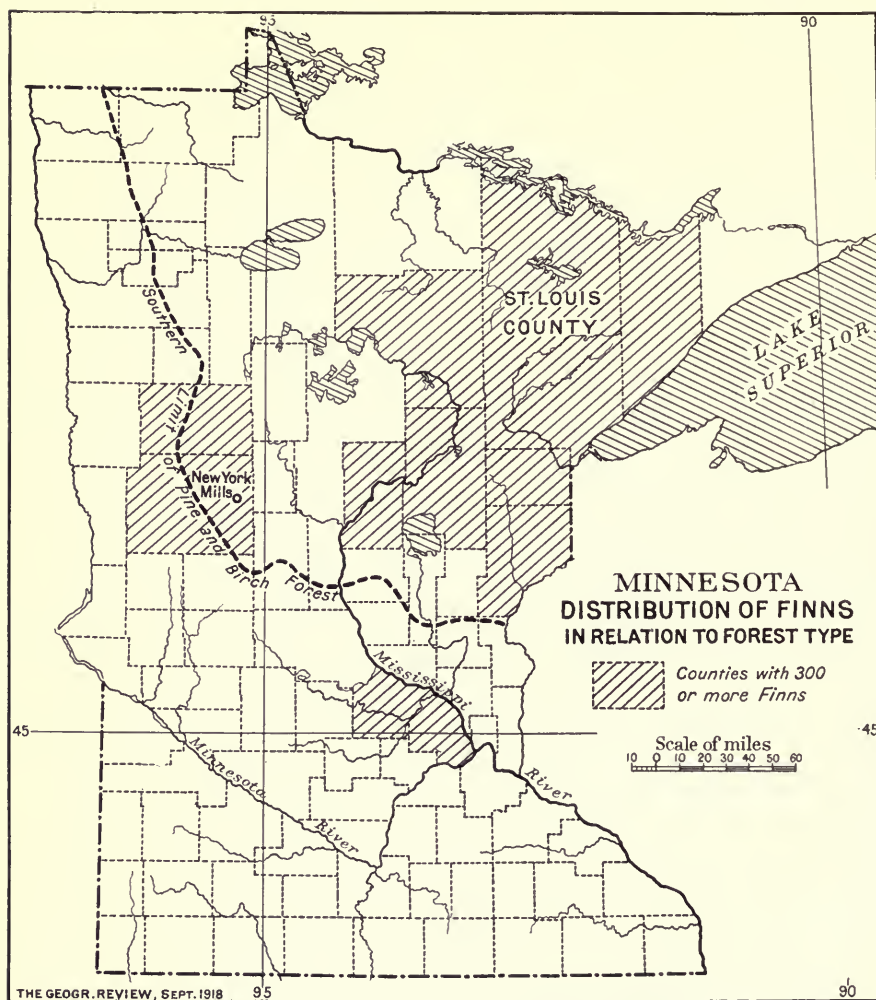 95
90
ST. LOUIS
COUNTY
LAKE
SUPERIOR
Southern Limit of Pine and Birch Forest
New York
Mills
MINNESOTA
DISTRIBUTION OF FINNS
IN RELATION TO FOREST TYPE
Counties with 300
or more Finns
Mississippi
River
45
45
Scale of miles
10 0 10 20 30 40 50 60
Minnesota
River
THE GEOGR. REVIEW, SEPT. 1918
95
90